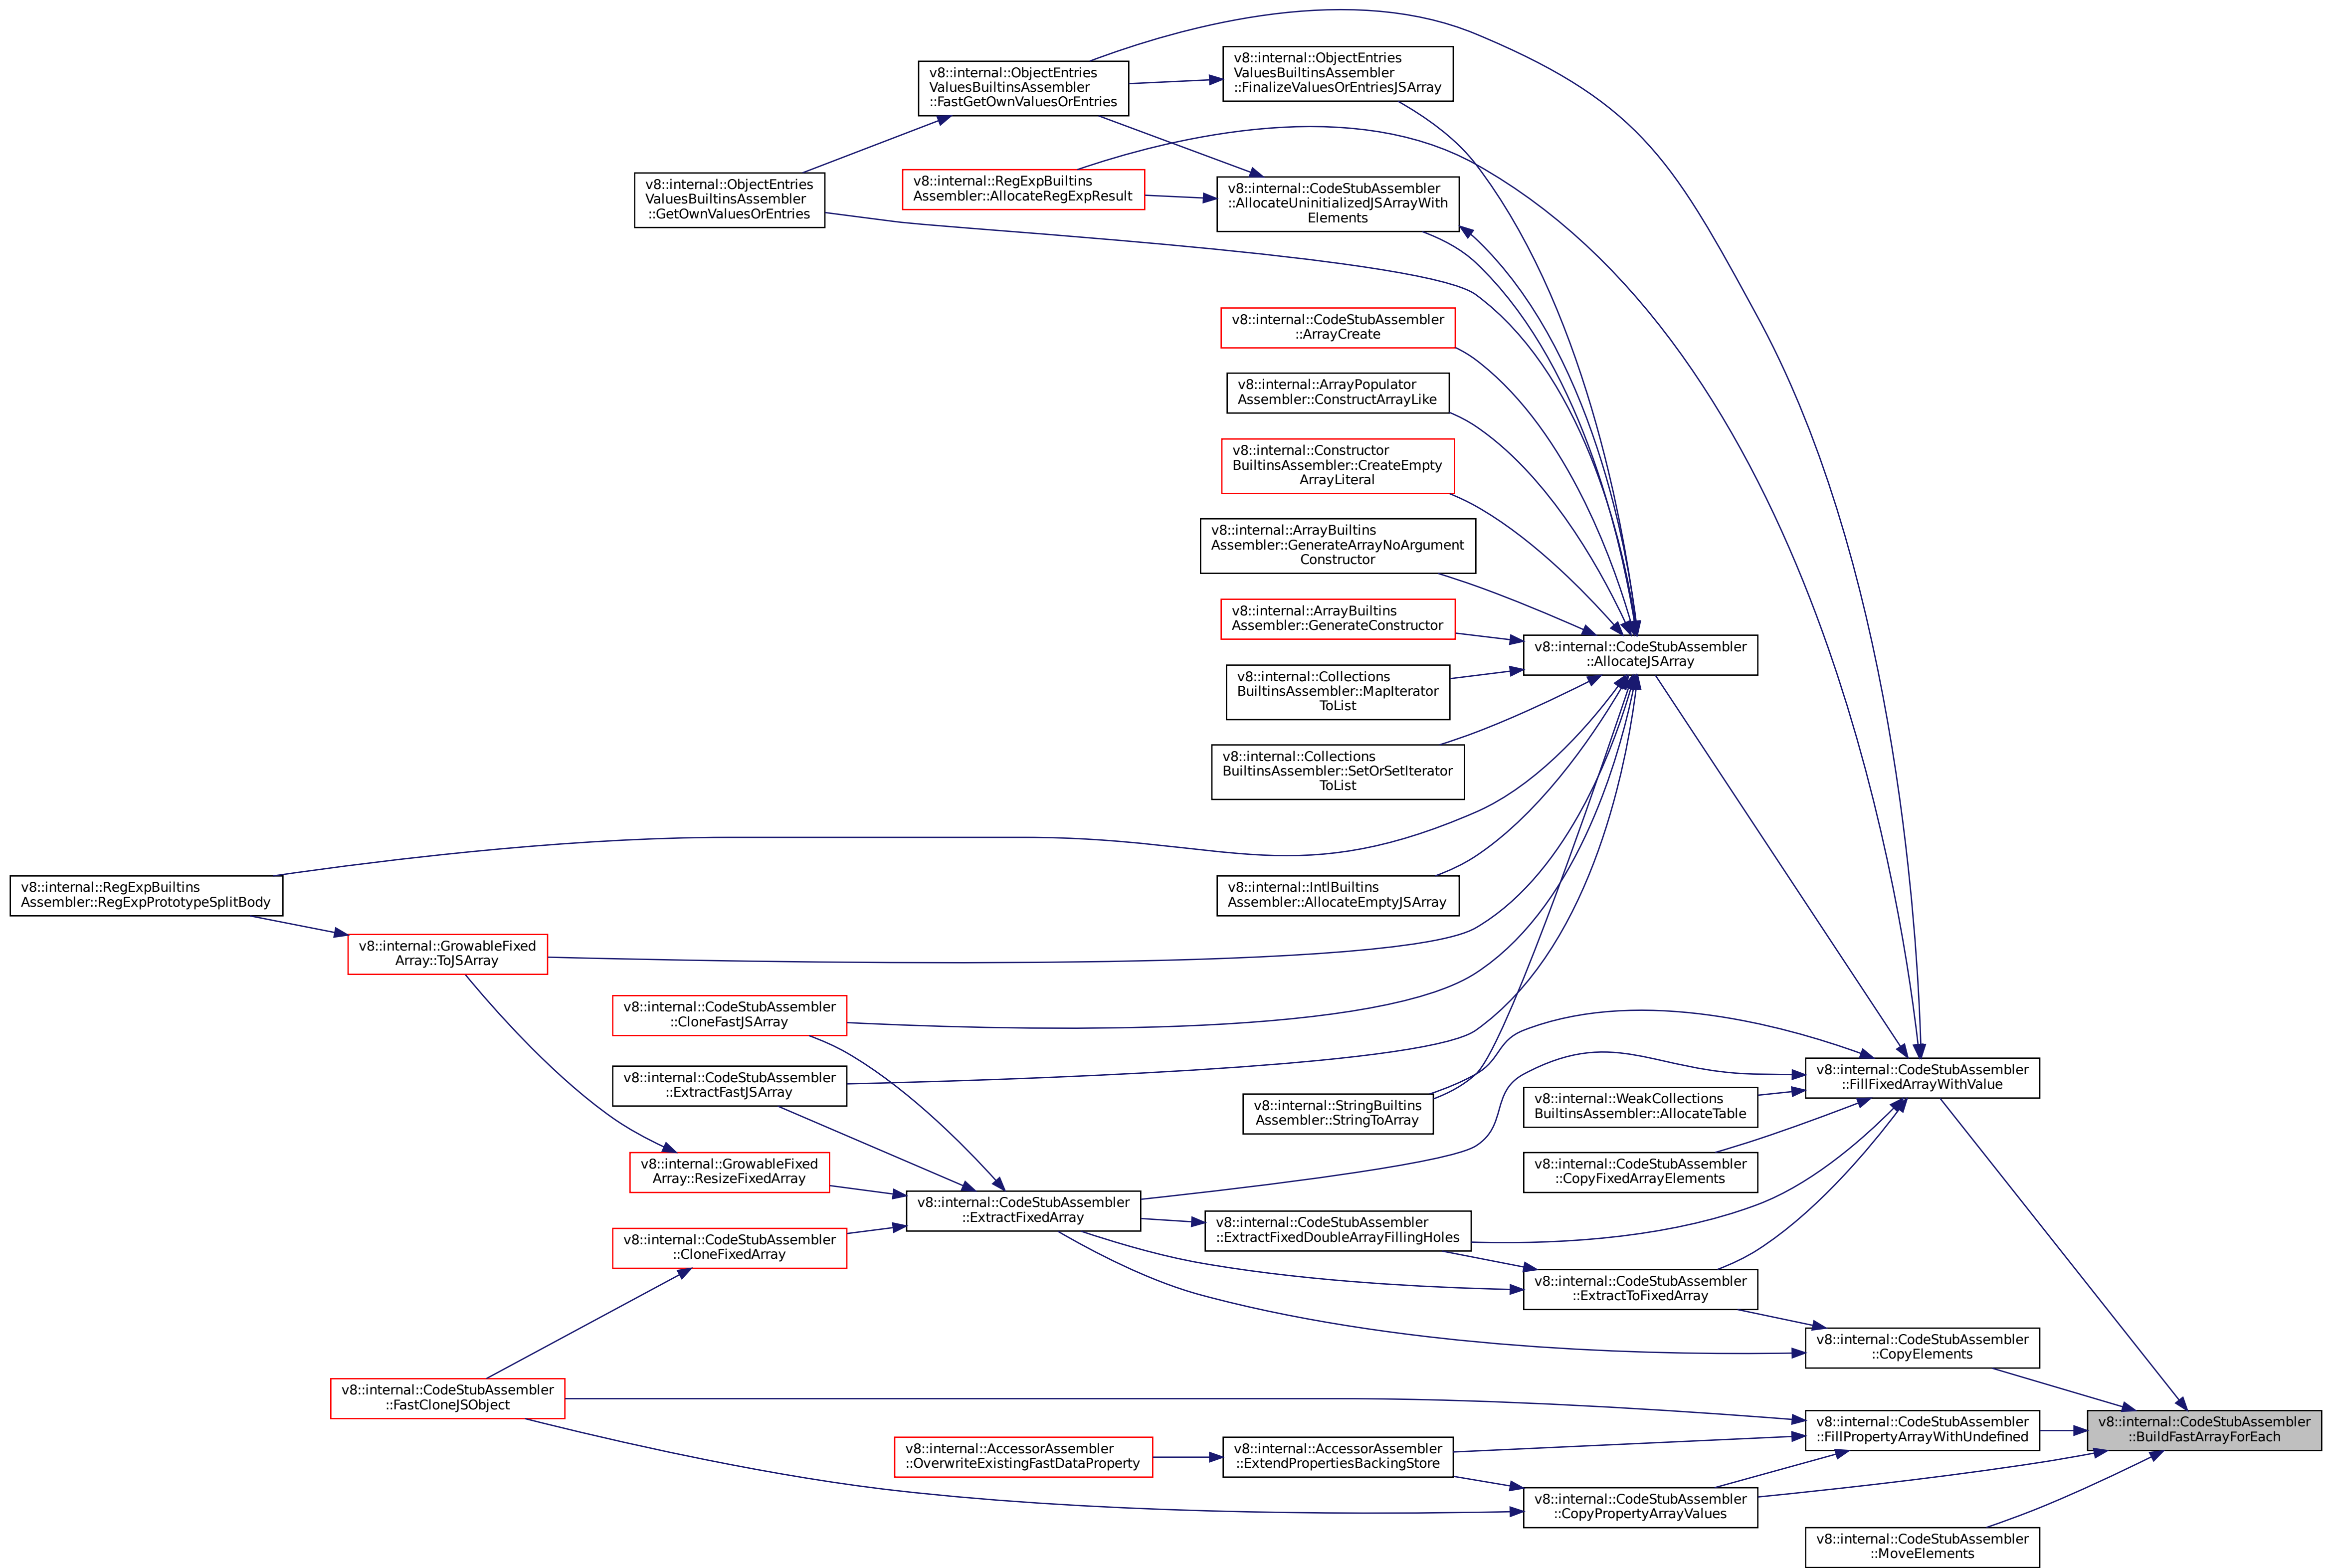 v8::internal::ObjectEntries
ValuesBuiltinsAssembler
::FinalizeValuesOrEntriesJSArray
v8::internal::ObjectEntries
ValuesBuiltinsAssembler
::FastGetOwnValuesOrEntries
v8::internal::ObjectEntries
ValuesBuiltinsAssembler
::GetOwnValuesOrEntries
v8::internal::RegExpBuiltins
Assembler::AllocateRegExpResult
v8::internal::CodeStubAssembler
::AllocateUninitializedJSArrayWith
Elements
v8::internal::CodeStubAssembler
::ArrayCreate
v8::internal::ArrayPopulator
Assembler::ConstructArrayLike
v8::internal::Constructor
BuiltinsAssembler::CreateEmpty
ArrayLiteral
v8::internal::ArrayBuiltins
Assembler::GenerateArrayNoArgument
Constructor
v8::internal::ArrayBuiltins
Assembler::GenerateConstructor
v8::internal::CodeStubAssembler
::AllocateJSArray
v8::internal::Collections
BuiltinsAssembler::MapIterator
ToList
v8::internal::Collections
BuiltinsAssembler::SetOrSetIterator
ToList
v8::internal::RegExpBuiltins
Assembler::RegExpPrototypeSplitBody
v8::internal::IntlBuiltins
Assembler::AllocateEmptyJSArray
v8::internal::GrowableFixed
Array::ToJSArray
v8::internal::CodeStubAssembler
::CloneFastJSArray
v8::internal::CodeStubAssembler
::ExtractFastJSArray
v8::internal::CodeStubAssembler
::FillFixedArrayWithValue
v8::internal::StringBuiltins
Assembler::StringToArray
v8::internal::WeakCollections
BuiltinsAssembler::AllocateTable
v8::internal::GrowableFixed
Array::ResizeFixedArray
v8::internal::CodeStubAssembler
::CopyFixedArrayElements
v8::internal::CodeStubAssembler
::ExtractFixedArray
v8::internal::CodeStubAssembler
::ExtractFixedDoubleArrayFillingHoles
v8::internal::CodeStubAssembler
::CloneFixedArray
v8::internal::CodeStubAssembler
::ExtractToFixedArray
v8::internal::CodeStubAssembler
::CopyElements
v8::internal::CodeStubAssembler
::FastCloneJSObject
v8::internal::CodeStubAssembler
::FillPropertyArrayWithUndefined
v8::internal::CodeStubAssembler
::BuildFastArrayForEach
v8::internal::AccessorAssembler
::OverwriteExistingFastDataProperty
v8::internal::AccessorAssembler
::ExtendPropertiesBackingStore
v8::internal::CodeStubAssembler
::CopyPropertyArrayValues
v8::internal::CodeStubAssembler
::MoveElements